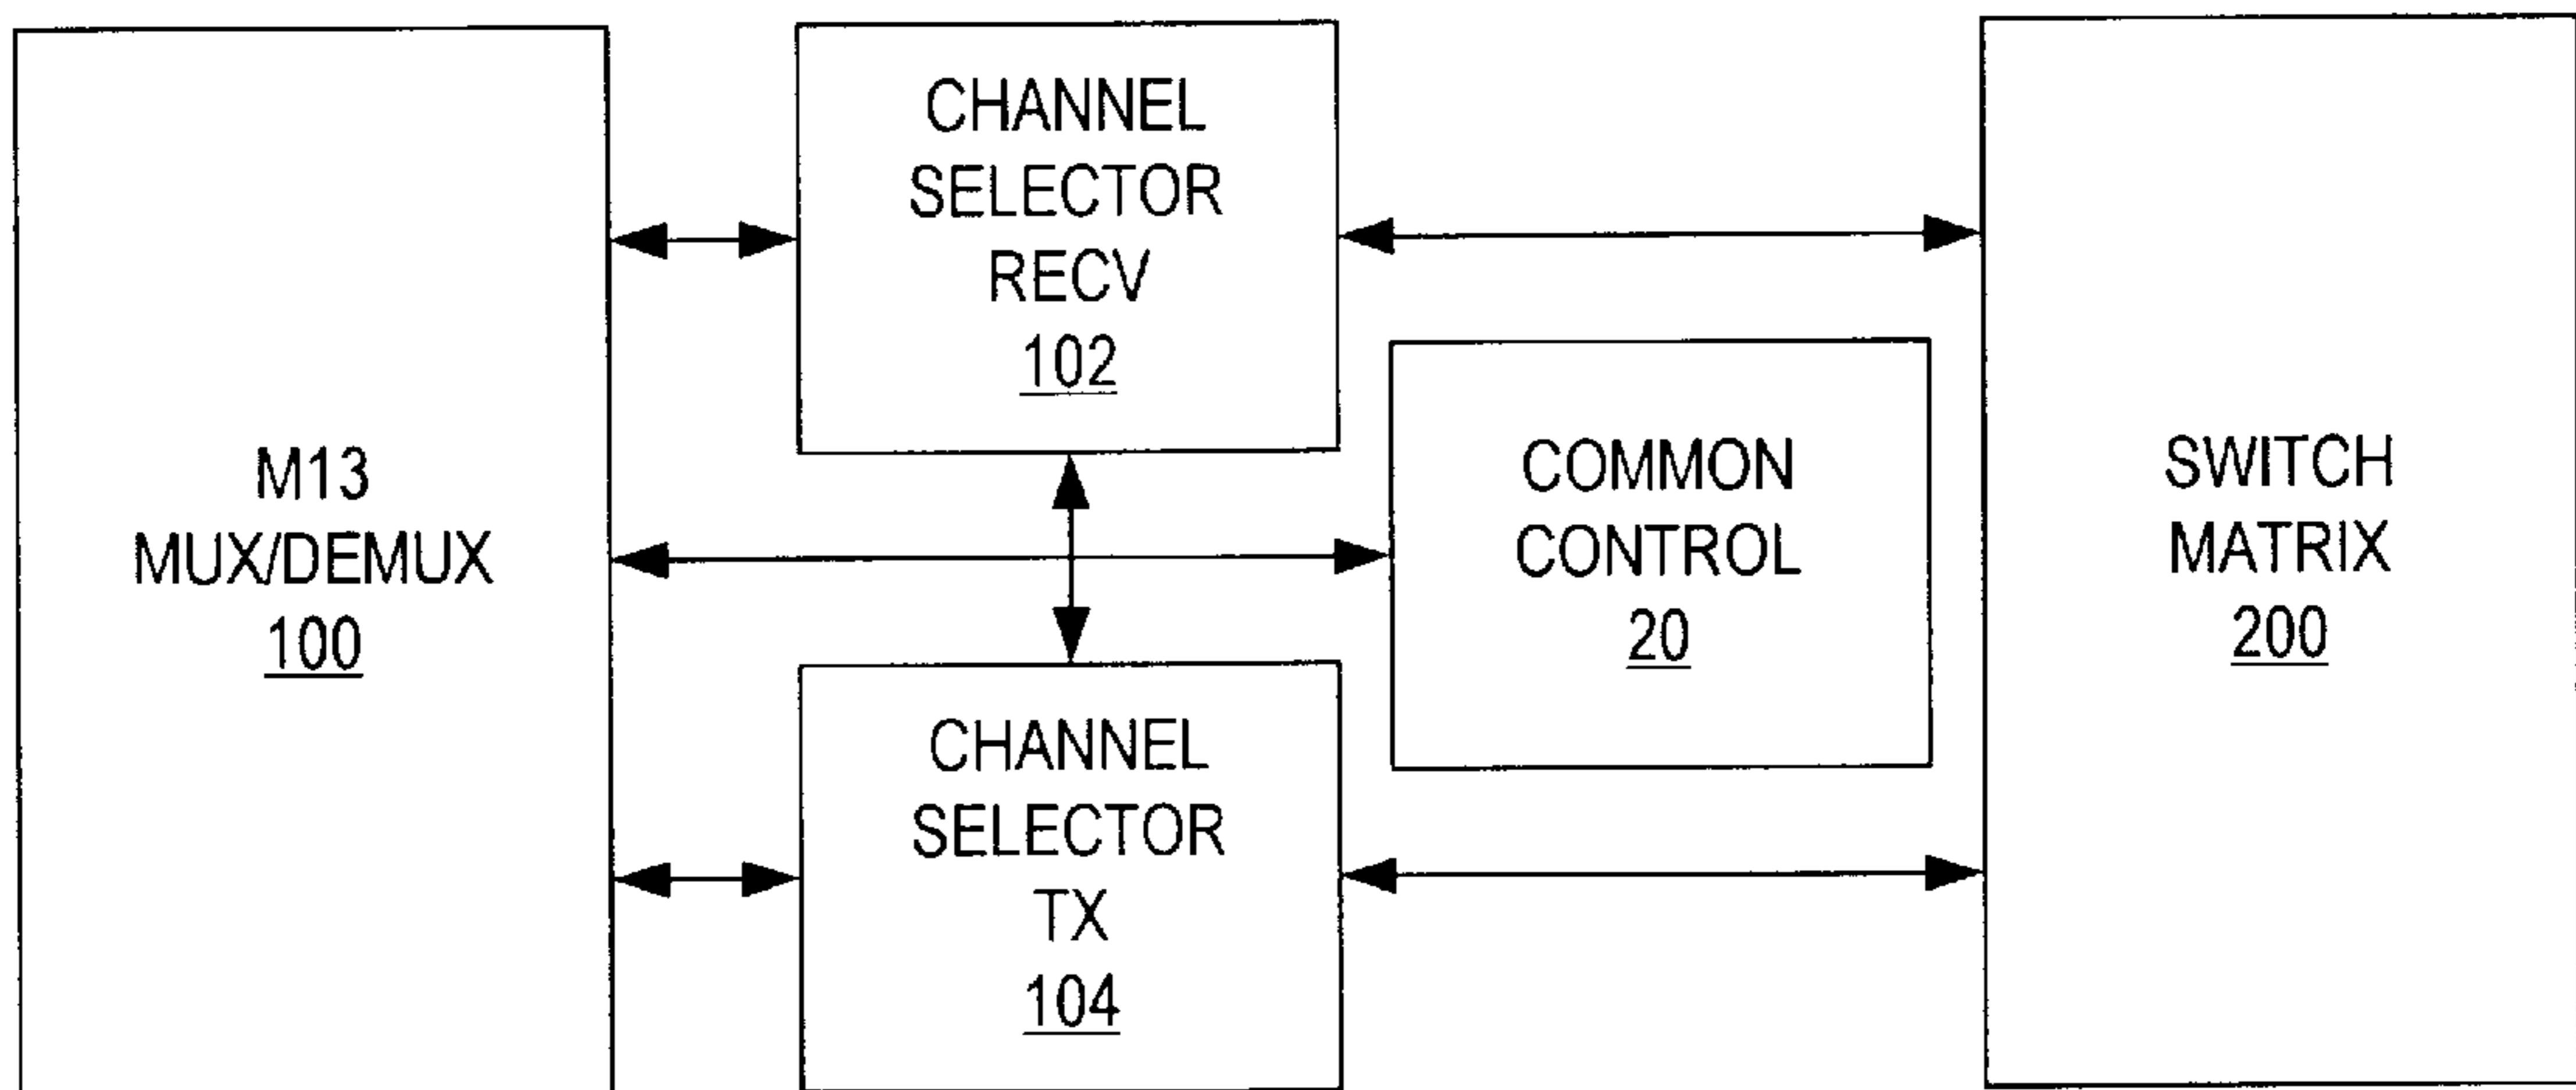 M13
MUX/DEMUX
100
CHANNEL
SELECTOR
RECV
102
CHANNEL
SELECTOR
TX
104
COMMON
CONTROL
20
SWITCH
MATRIX
200